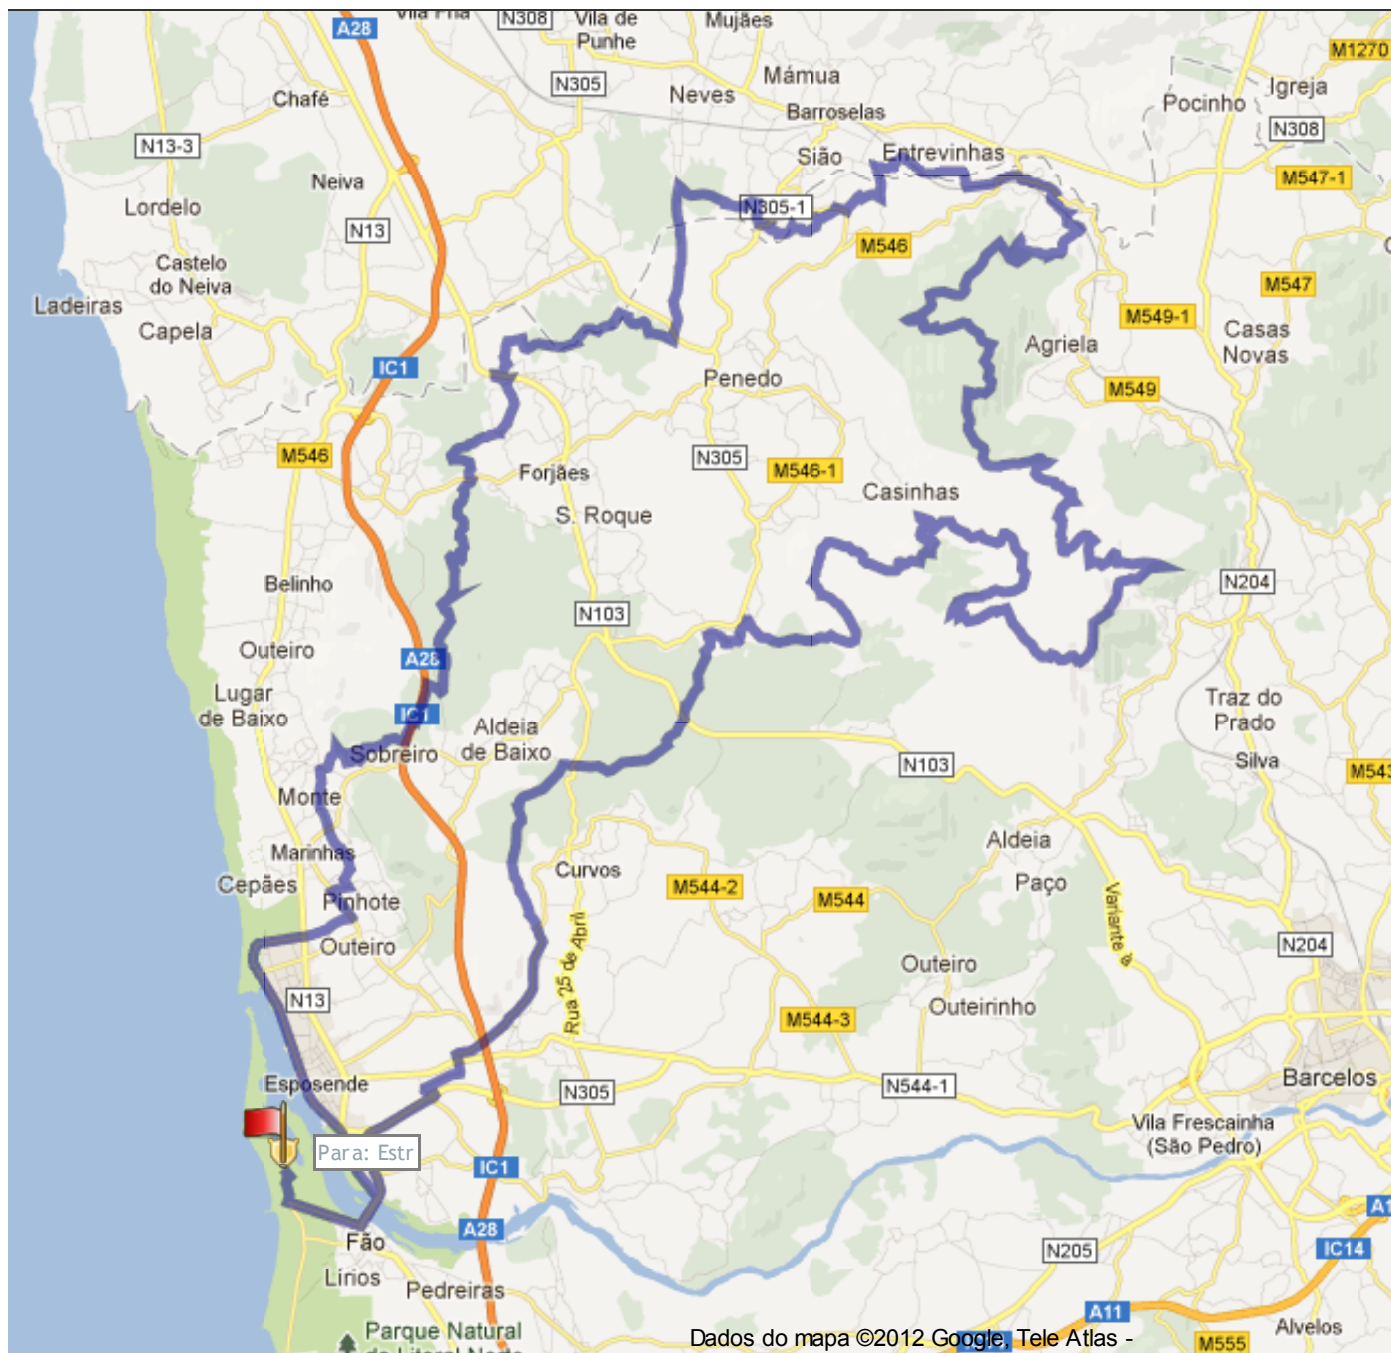 Vila Fria
N308
Vila de
Punhe
Mujães
A28
M1270
Mámua
Igreja
N305
Neves
Chafé
Pocinho
Barroselas
N308
N13-3
Sião
Entrevinhas
Neiva
M547-1
Lordelo
N305-1
N13
M546
Castelo
do Neiva
M547
Ladeiras
M549-1
Capela
Casas
Novas
Agriela
IC1
Penedo
M549
M546
N305
Forjães
M546-1
Casinhas
S. Roque
Belinho
N204
N103
Outeiro
A28
Lugar
de Baixo
Traz do
Prado
IC1
Aldeia
de Baixo
Sobreiro
N103
Silva
M543
Monte
Aldeia
Marinhas
Curvos
Cepães
M544-2
Paço
M544
Pinhote
Variante a
Outeiro
Rua 25 de Abril
N204
Outeiro
N13
Outeirinho
M544-3
Esposende
N305
N544-1
Barcelos
Vila Frescainha
(São Pedro)
Para: Estr
IC1
A28
Fão
N205
IC14
Lirios
Pedreiras
A11
Parque Natural
do Litoral Norte
Alvelos
M555
Dados do mapa ©2012 Google, Tele Atlas -